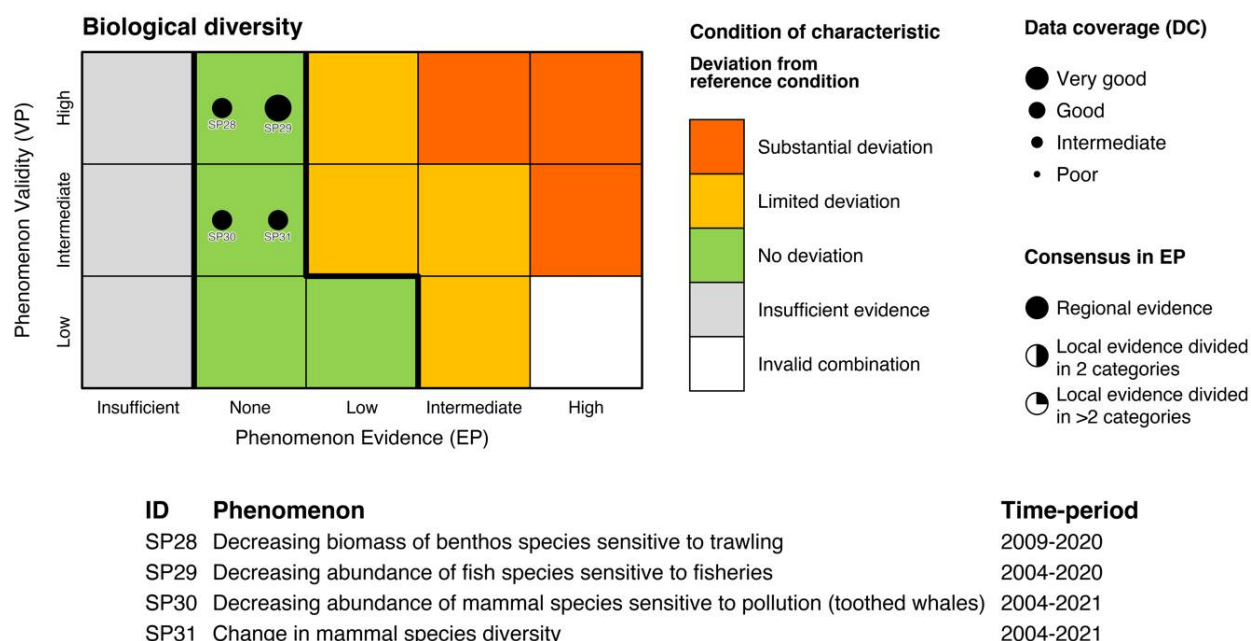 Biological diversity
Phenomenon Validity (VP)
High
Intermediate
Low
SP28
SP29
SP30
SP31
Insufficient
None
Low
Intermediate
High
Phenomenon Evidence (EP)
Condition of characteristic
Deviation from
reference condition
Substantial deviation
Limited deviation
No deviation
Insufficient evidence
Invalid combination
Data coverage (DC)
Very good
Good
Intermediate
Poor
Consensus in EP
Regional evidence
Local evidence divided
in 2 categories
Local evidence divided
in >2 categories
ID Phenomenon Time-period
SP28 Decreasing biomass of benthos species sensitive to trawling 2009-2020
SP29 Decreasing abundance of fish species sensitive to fisheries 2004-2020
SP30 Decreasing abundance of mammal species sensitive to pollution (toothed whales) 2004-2021
SP31 Change in mammal species diversity 2004-2021